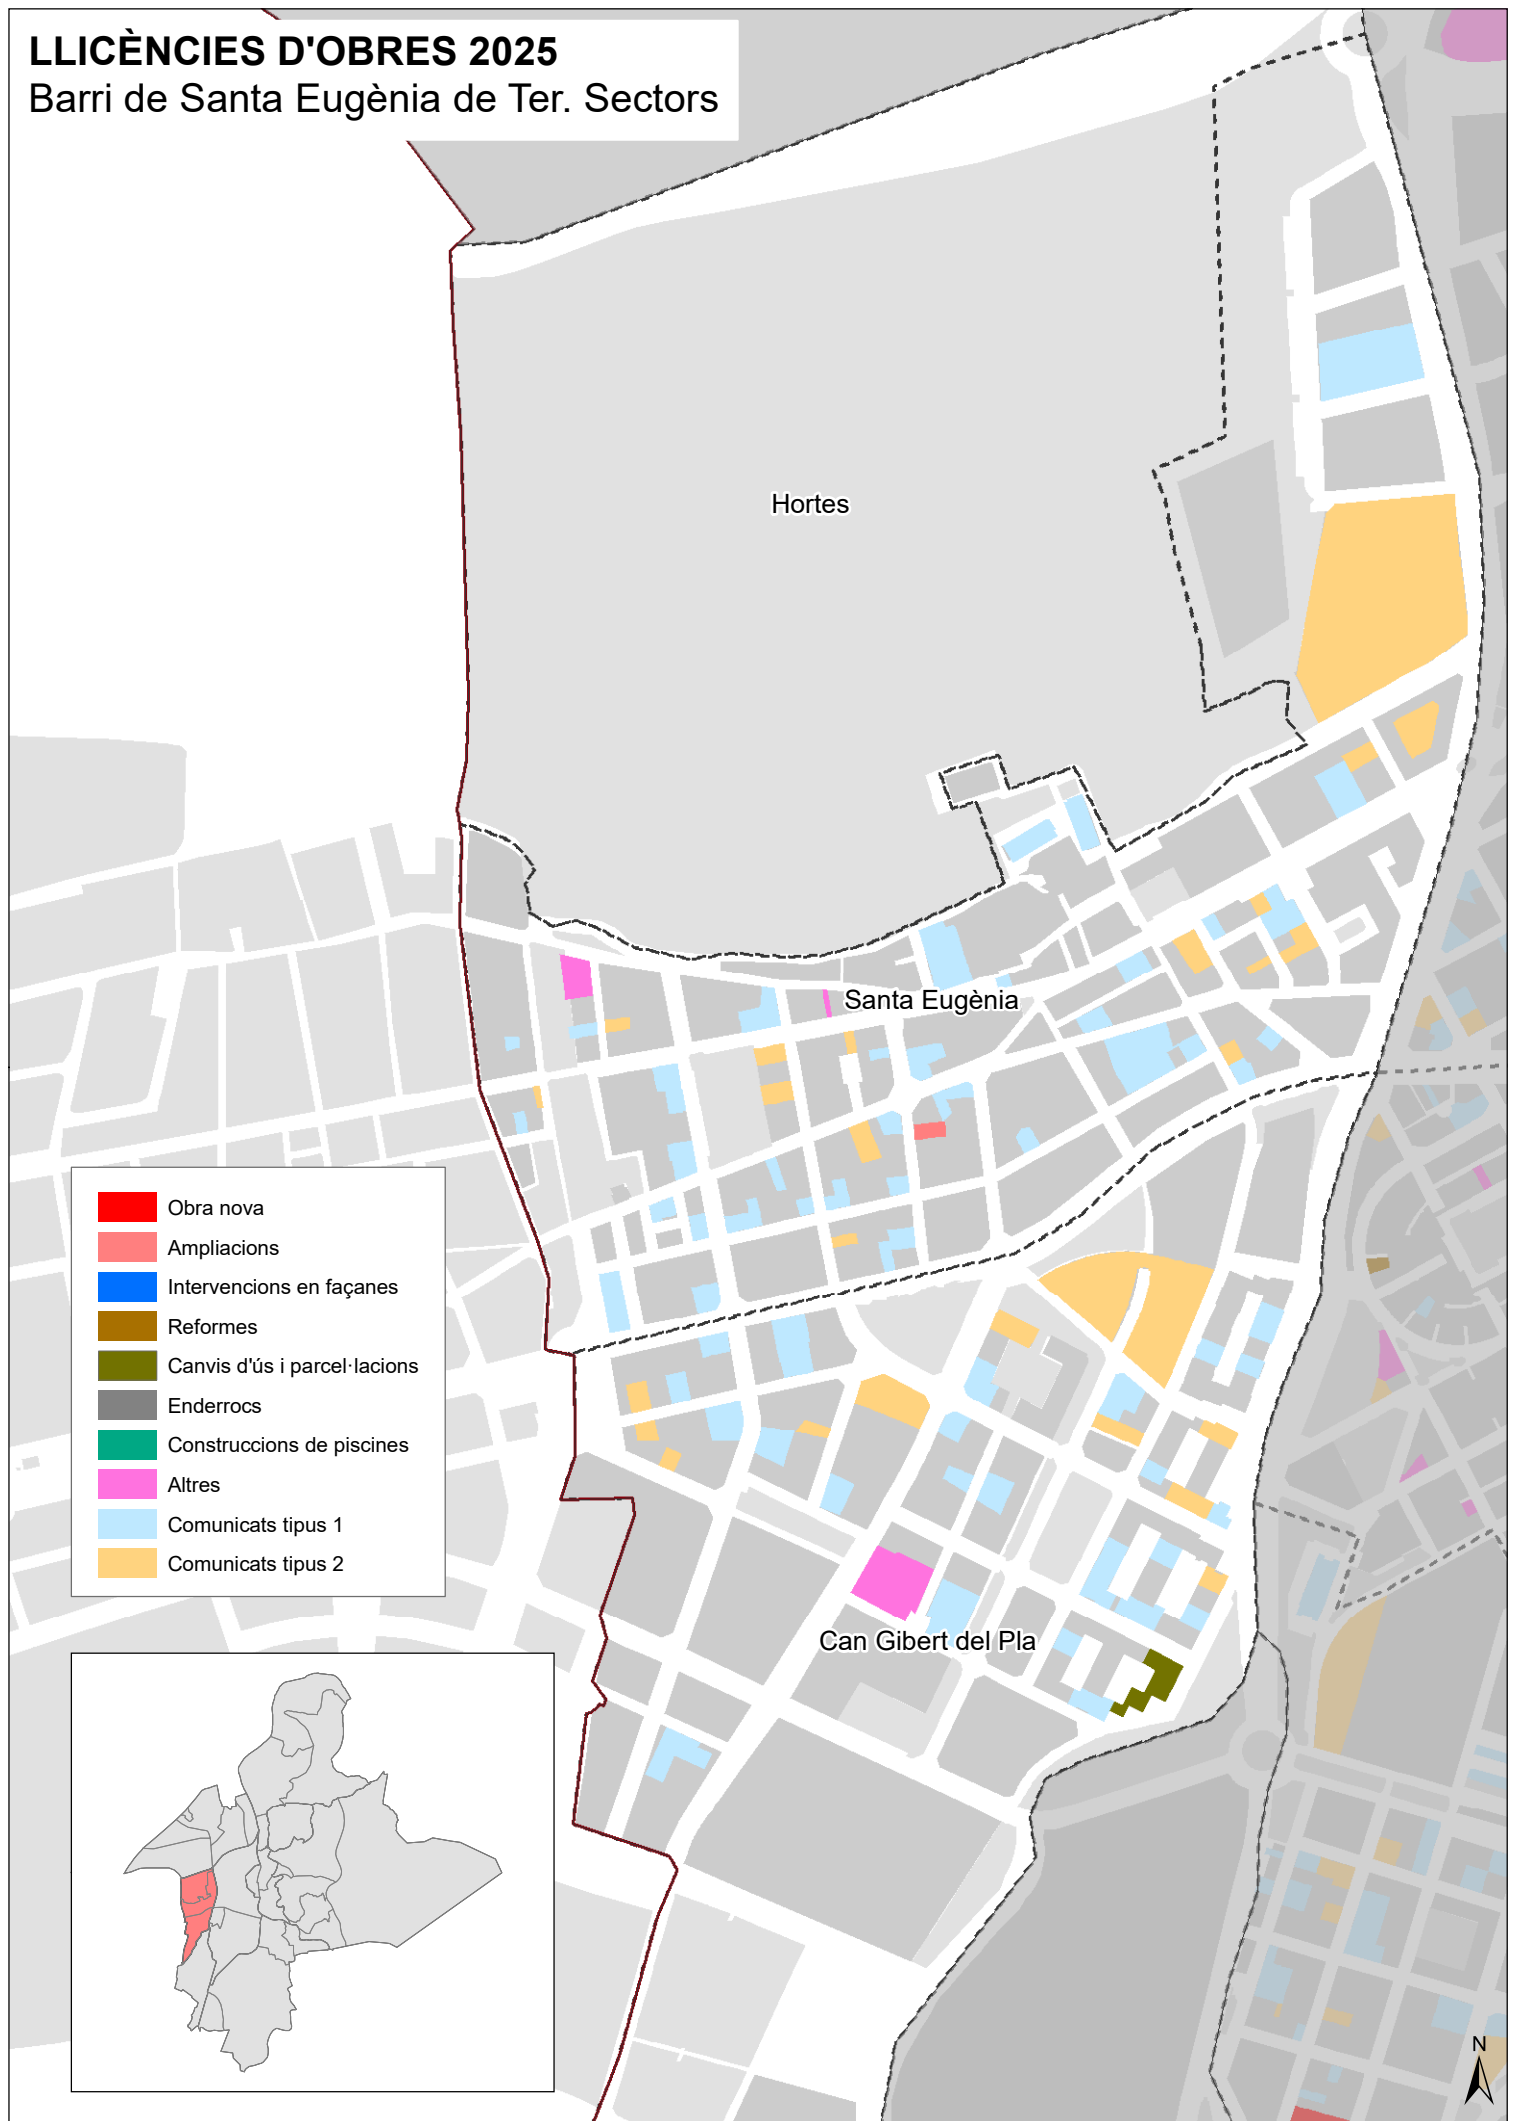 LLICÈNCIES D'OBRES 2025
Barri de Santa Eugènia de Ter. Sectors
Hortes
Santa Eugènia
Obra nova
Ampliacions
Intervencions en façanes
Reformes
Canvis d'ús i parcel·lacions
Enderrocs
Construccions de piscines
Altres
Comunicats tipus 1
Comunicats tipus 2
Can Gibert del Pla
N